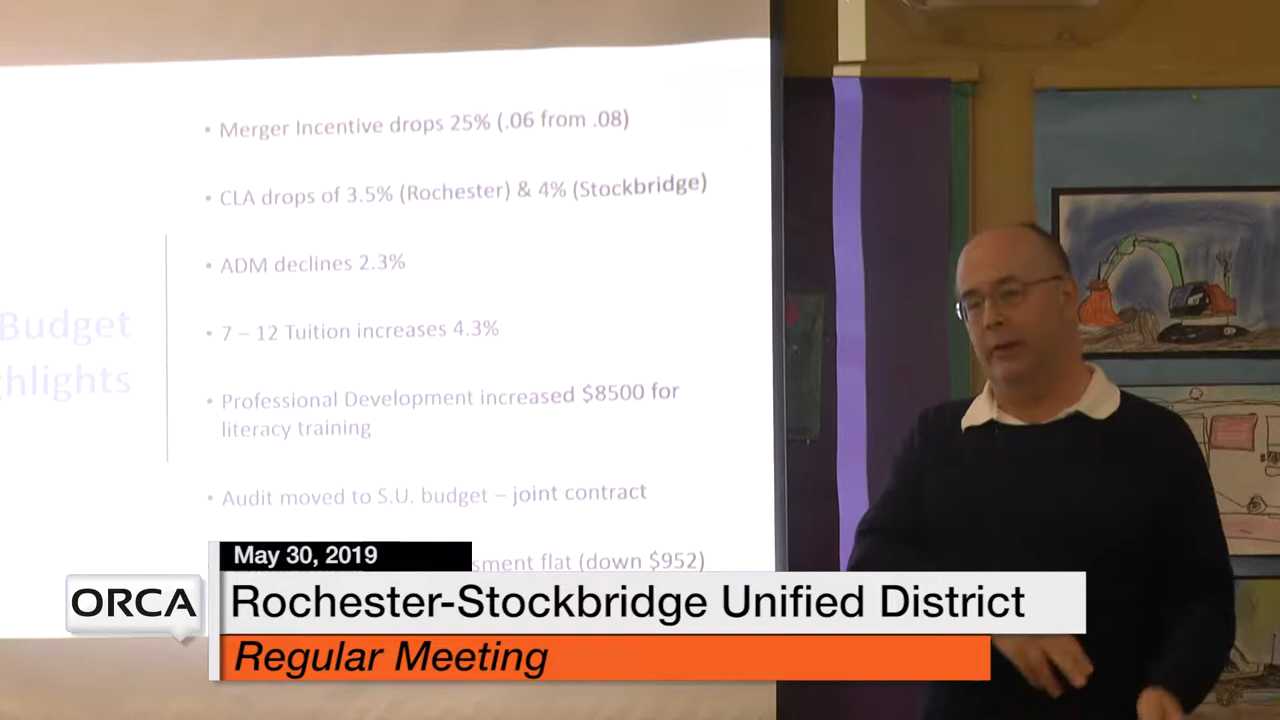 • Merger Incentive drops 25% (.06 from .08)
• CLA drops of 3.5% (Rochester) & 4% (Stockbridge)
• ADM declines 2.3%
Budget
• 7 – 12 Tuition increases 4.3%
ghlights
• Professional Development increased $8500 for
literacy training
• Audit moved to S.U. budget – joint contract
sment flat (down $952)
May 30, 2019
ORCA
Rochester-Stockbridge Unified District
Regular Meeting